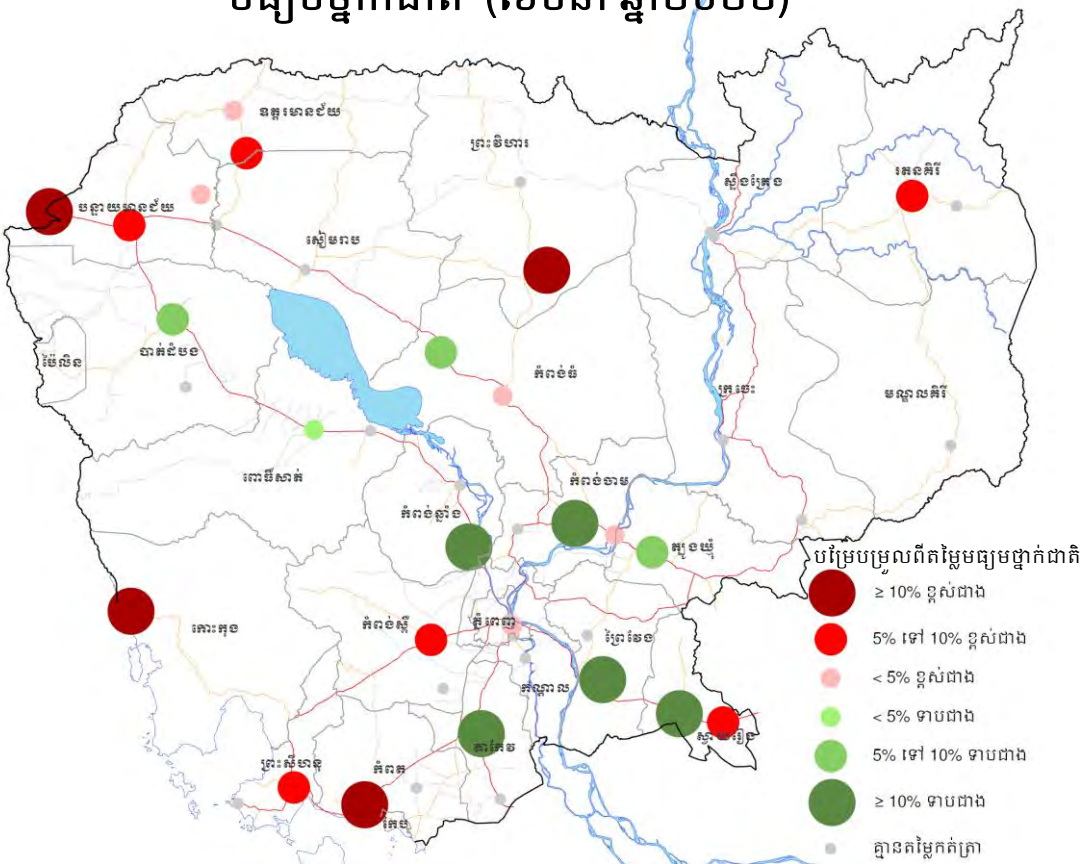 ឧត្តរមានជ័យ
ព្រះវិហារ
ស្ទឹងត្រែង
រតនគិរី
បន្ទាយមានជ័យ
សៀមរាប
បាត់ដំបង
ប៉ៃលិន
កំពង់ធំ
ក្រចេះ
មណ្ឌលគិរី
ពោធិ៍សាត់
កំពង់ចាម
កំពង់ឆ្នាំង
ត្បូងឃ្មុំ
កោះកុង
កំពង់ស្ពឺ
ភ្នំពេញ
ព្រៃវែង
កណ្តាល
ស្វាយរៀង
តាកែវ
ព្រះសីហនុ
កំពត
កែប
បម្រែបម្រួលពីតម្លៃមធ្យមថ្នាក់ជាតិ
≥ 10% ខ្ពស់ជាង
5% ទៅ 10% ខ្ពស់ជាង
< 5% ខ្ពស់ជាង
< 5% ទាបជាង
5% ទៅ 10% ទាបជាង
≥ 10% ទាបជាង
គ្មានតម្លៃកត់ត្រា